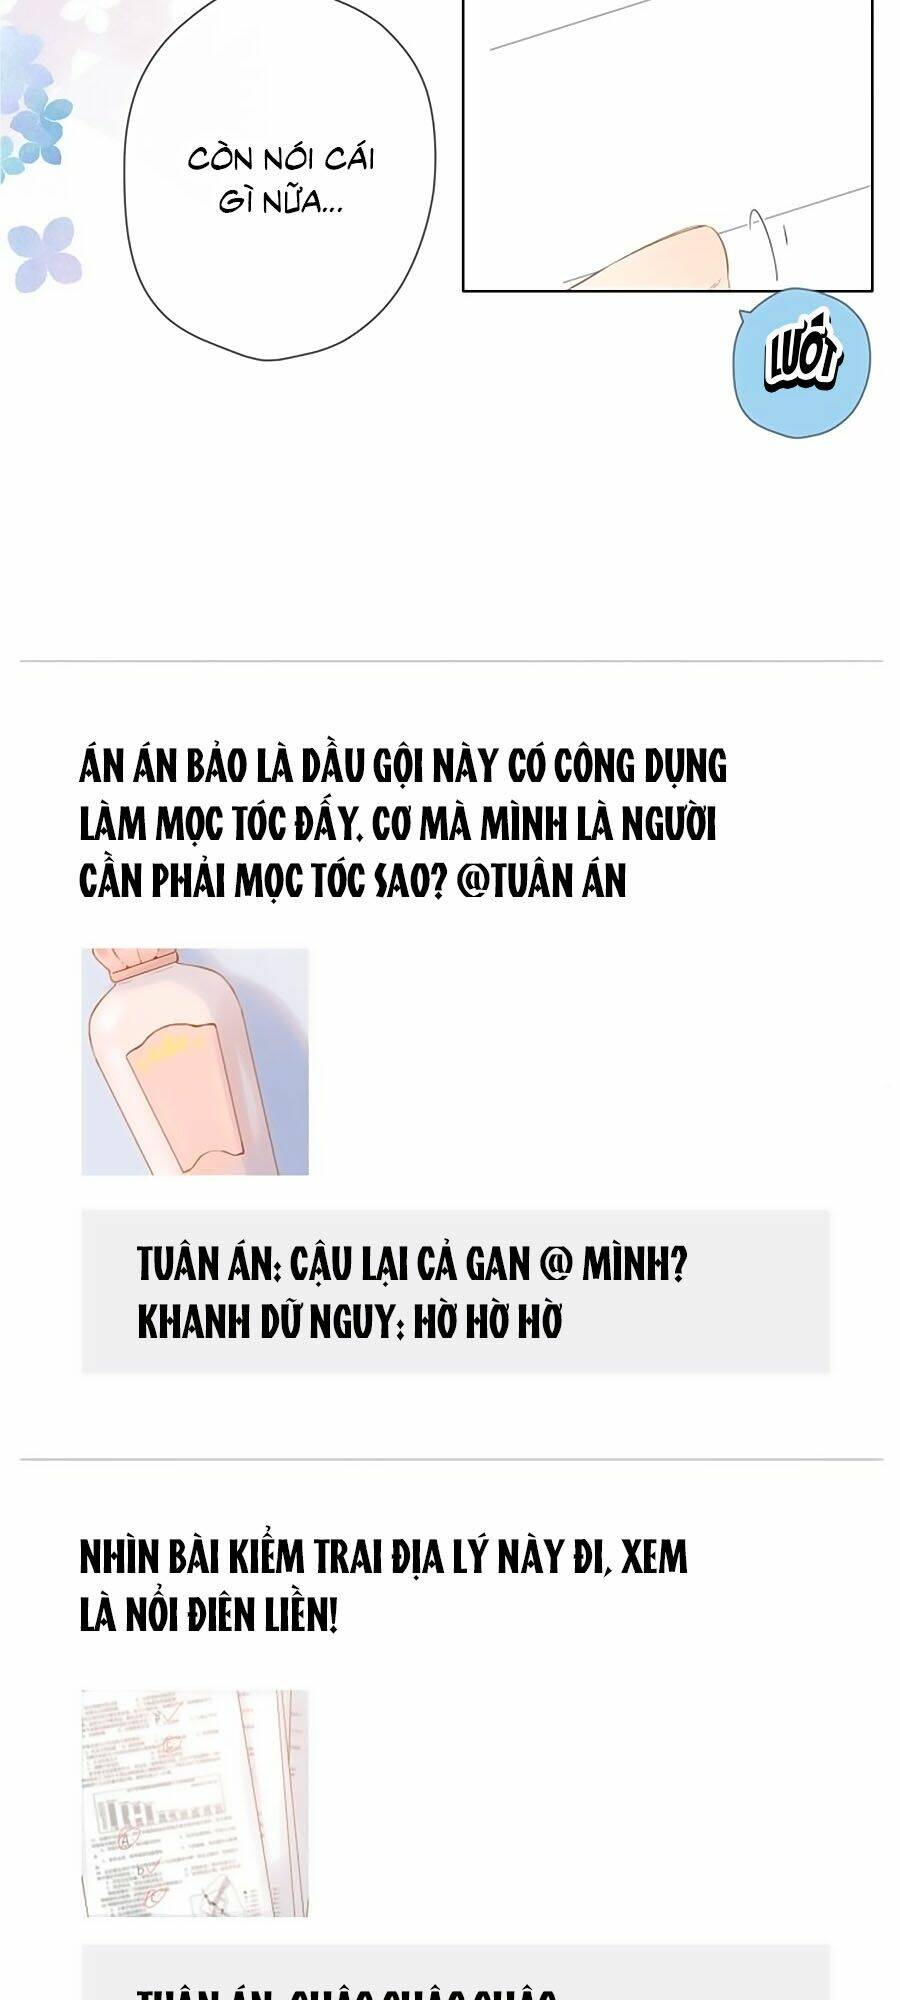 CÒN NÓI CÁI
GÌ NỮA...
LƯỚT
ÁN ÁN BẢO LÀ DẦU GỘI NÀY CÓ CÔNG DỤNG
LÀM MỌC TÓC ĐẤY, CƠ MÀ MÌNH LÀ NGƯỜI
CẦN PHẢI MỌC TÓC SAO? @TUÂN ÁN
TUÂN ÁN: CẬU LẠI CẢ GAN @ MÌNH?
KHANH DỮ NGUY: HỜ HỜ HỜ
NHÌN BÀI KIỂM TRAI ĐỊA LÝ NÀY ĐI, XEM
LÀ NỔI ĐIÊN LIỀN!
TUÂN ÁN: